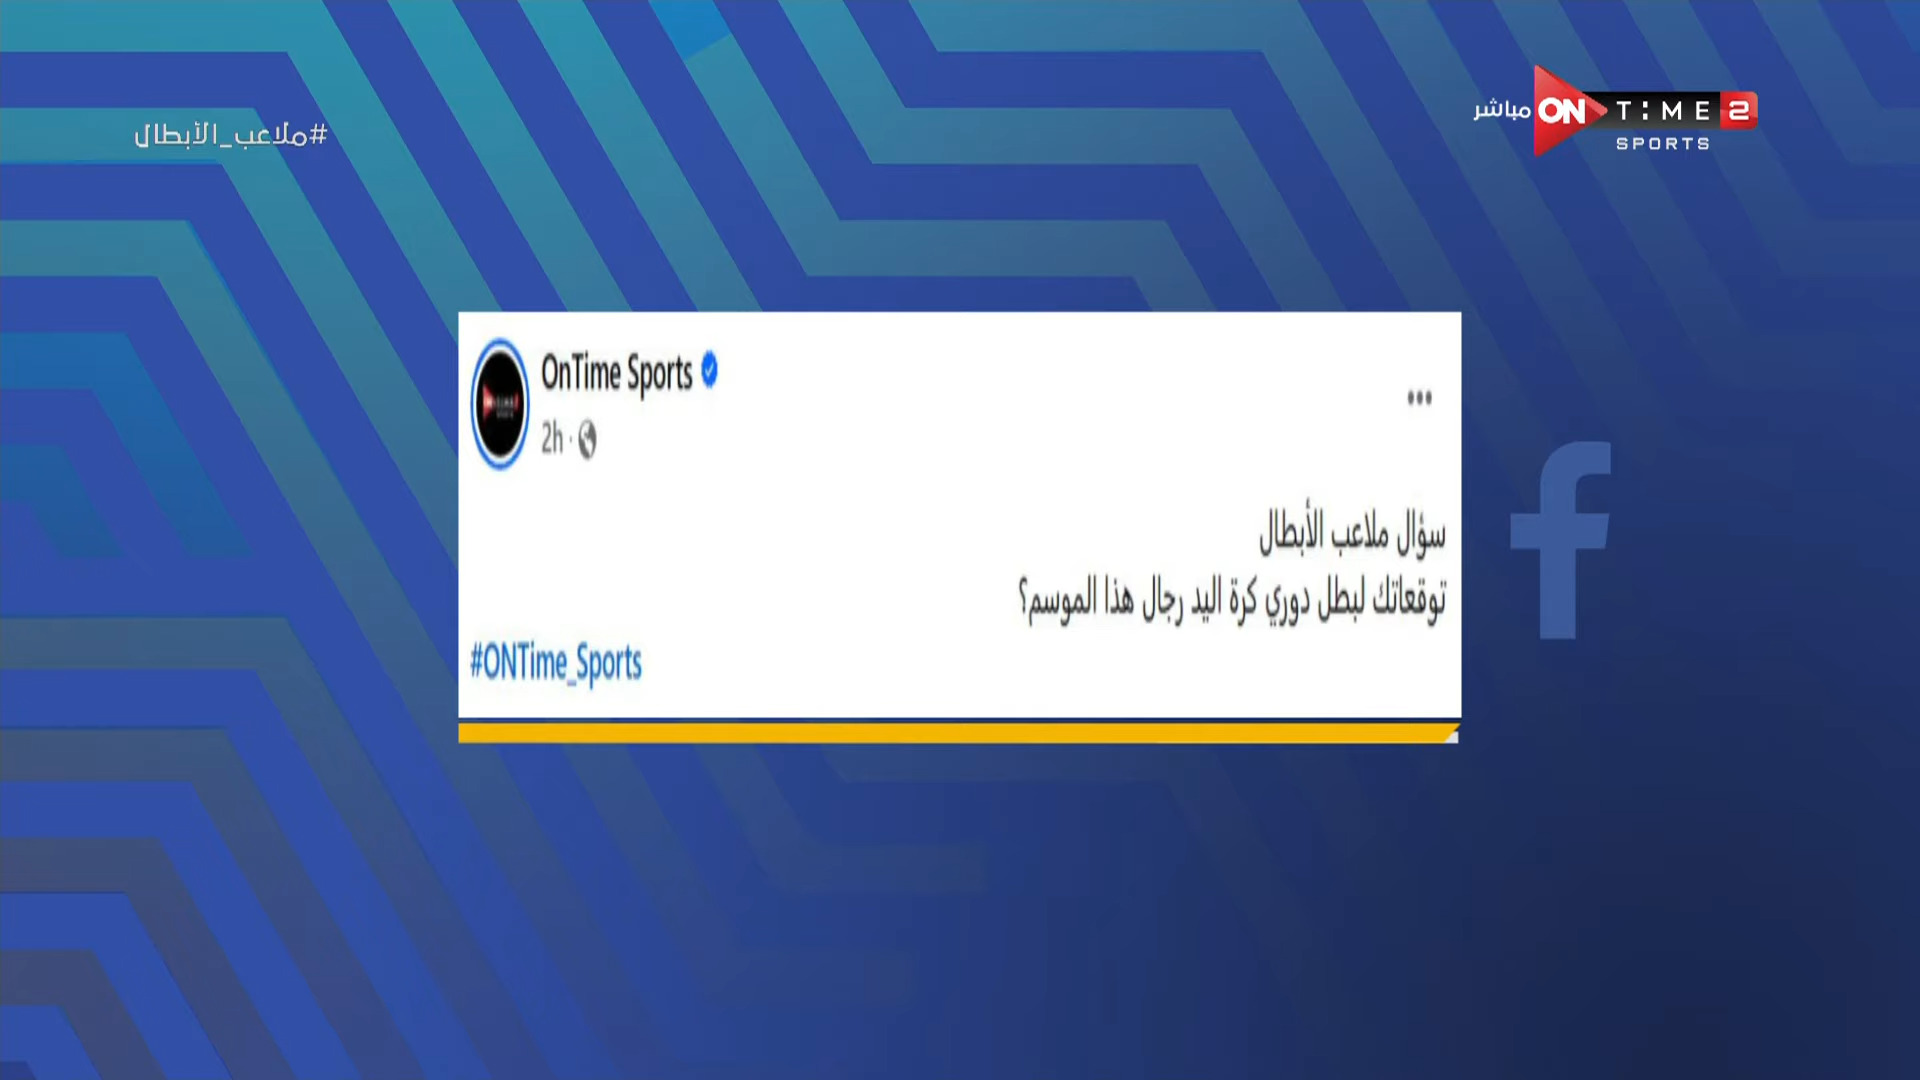 #ملاعب_الأبطال
مباشر ON TIME 2
SPORTS
OnTime Sports
2h
سؤال ملاعب الأبطال
توقعاتك لبطل دوري كرة اليد رجال هذا الموسم؟
#ONTime_Sports